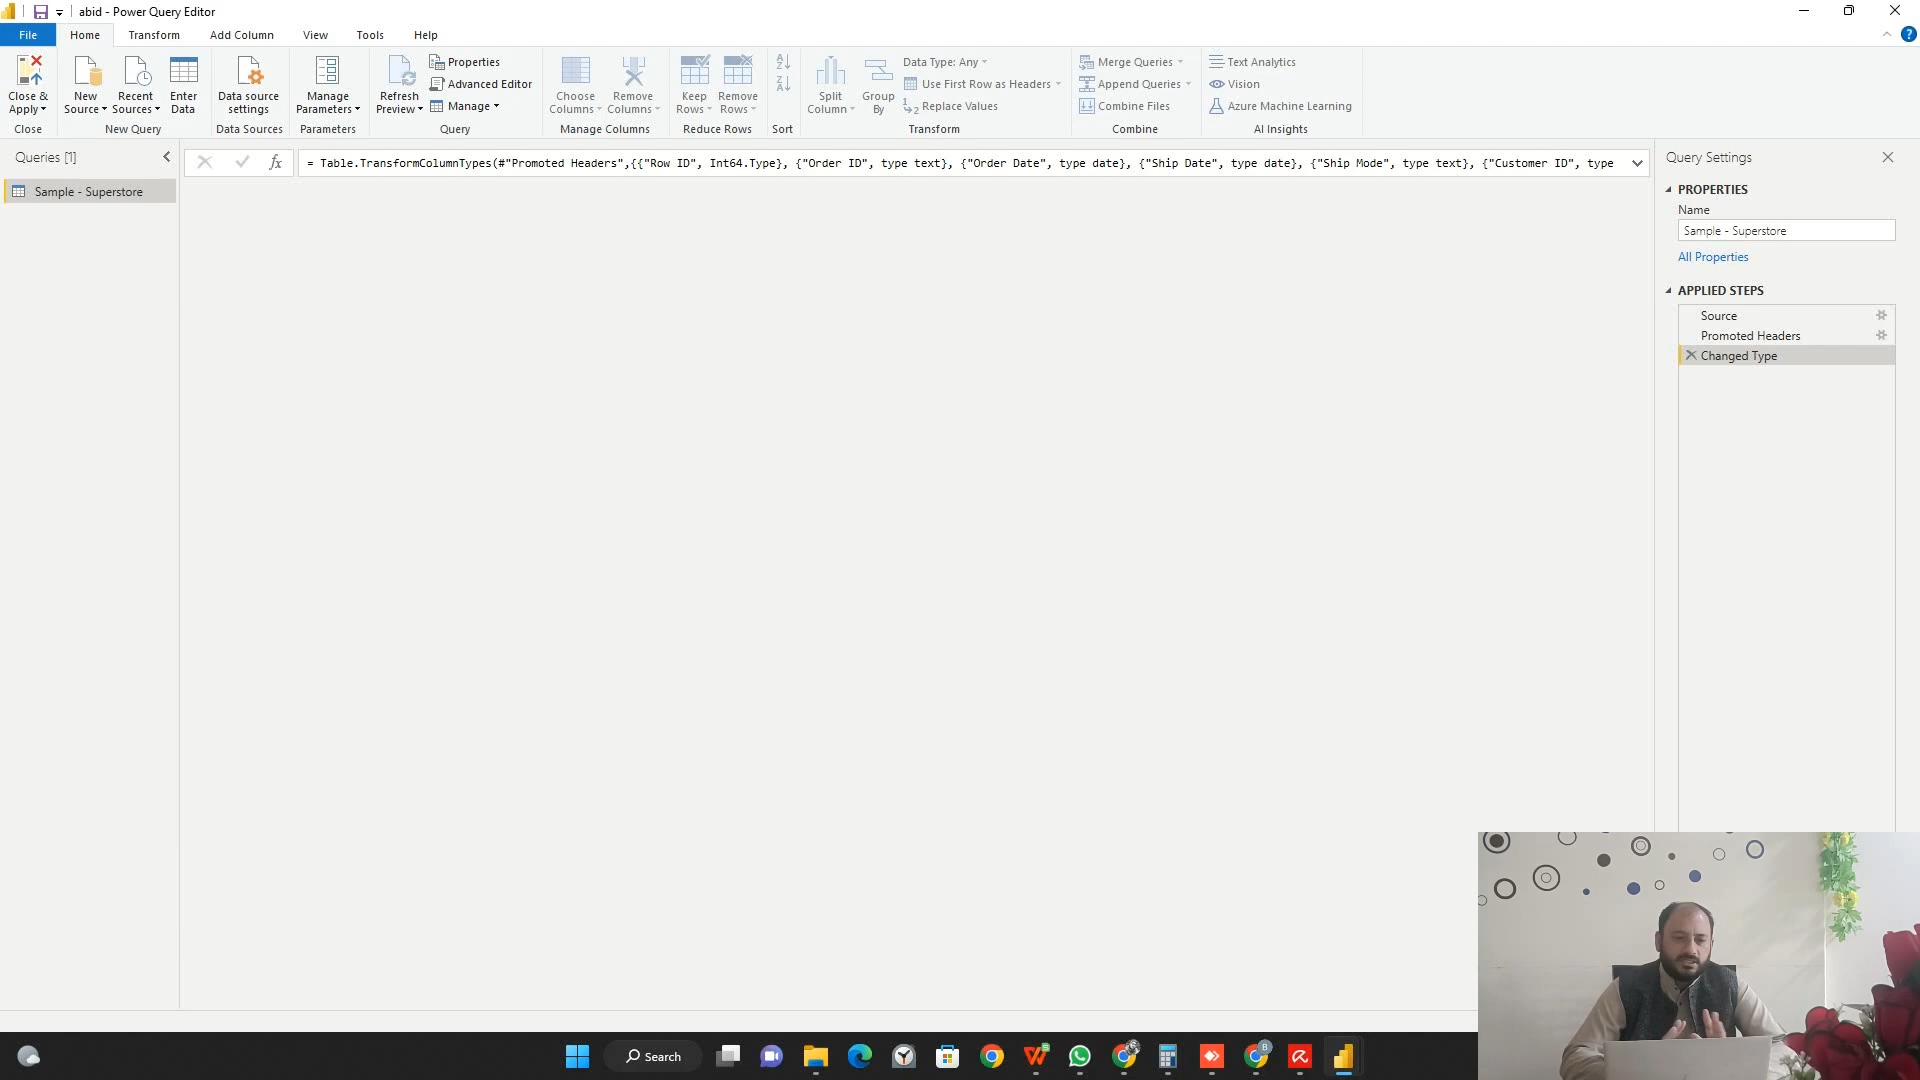 abid - Power Query Editor
File
Home
Transform
Add Column
View
Tools
Help
Close & Apply
New Source
Recent Sources
Enter Data
Data source settings
Manage Parameters
Refresh Preview
Properties
Advanced Editor
Manage
Choose Columns
Remove Columns
Keep Rows
Remove Rows
Split Column
Group By
Data Type: Any
Use First Row as Headers
Replace Values
Merge Queries
Append Queries
Combine Files
Text Analytics
Vision
Azure Machine Learning
Close
New Query
Data Sources
Parameters
Query
Manage Columns
Reduce Rows
Sort
Transform
Combine
AI Insights
Queries [1]
Sample - Superstore
fx
= Table.TransformColumnTypes(#"Promoted Headers",{{"Row ID", Int64.Type}, {"Order ID", type text}, {"Order Date", type date}, {"Ship Date", type date}, {"Ship Mode", type text}, {"Customer ID", type
Query Settings
PROPERTIES
Name
Sample - Superstore
All Properties
APPLIED STEPS
Source
Promoted Headers
Changed Type
Search